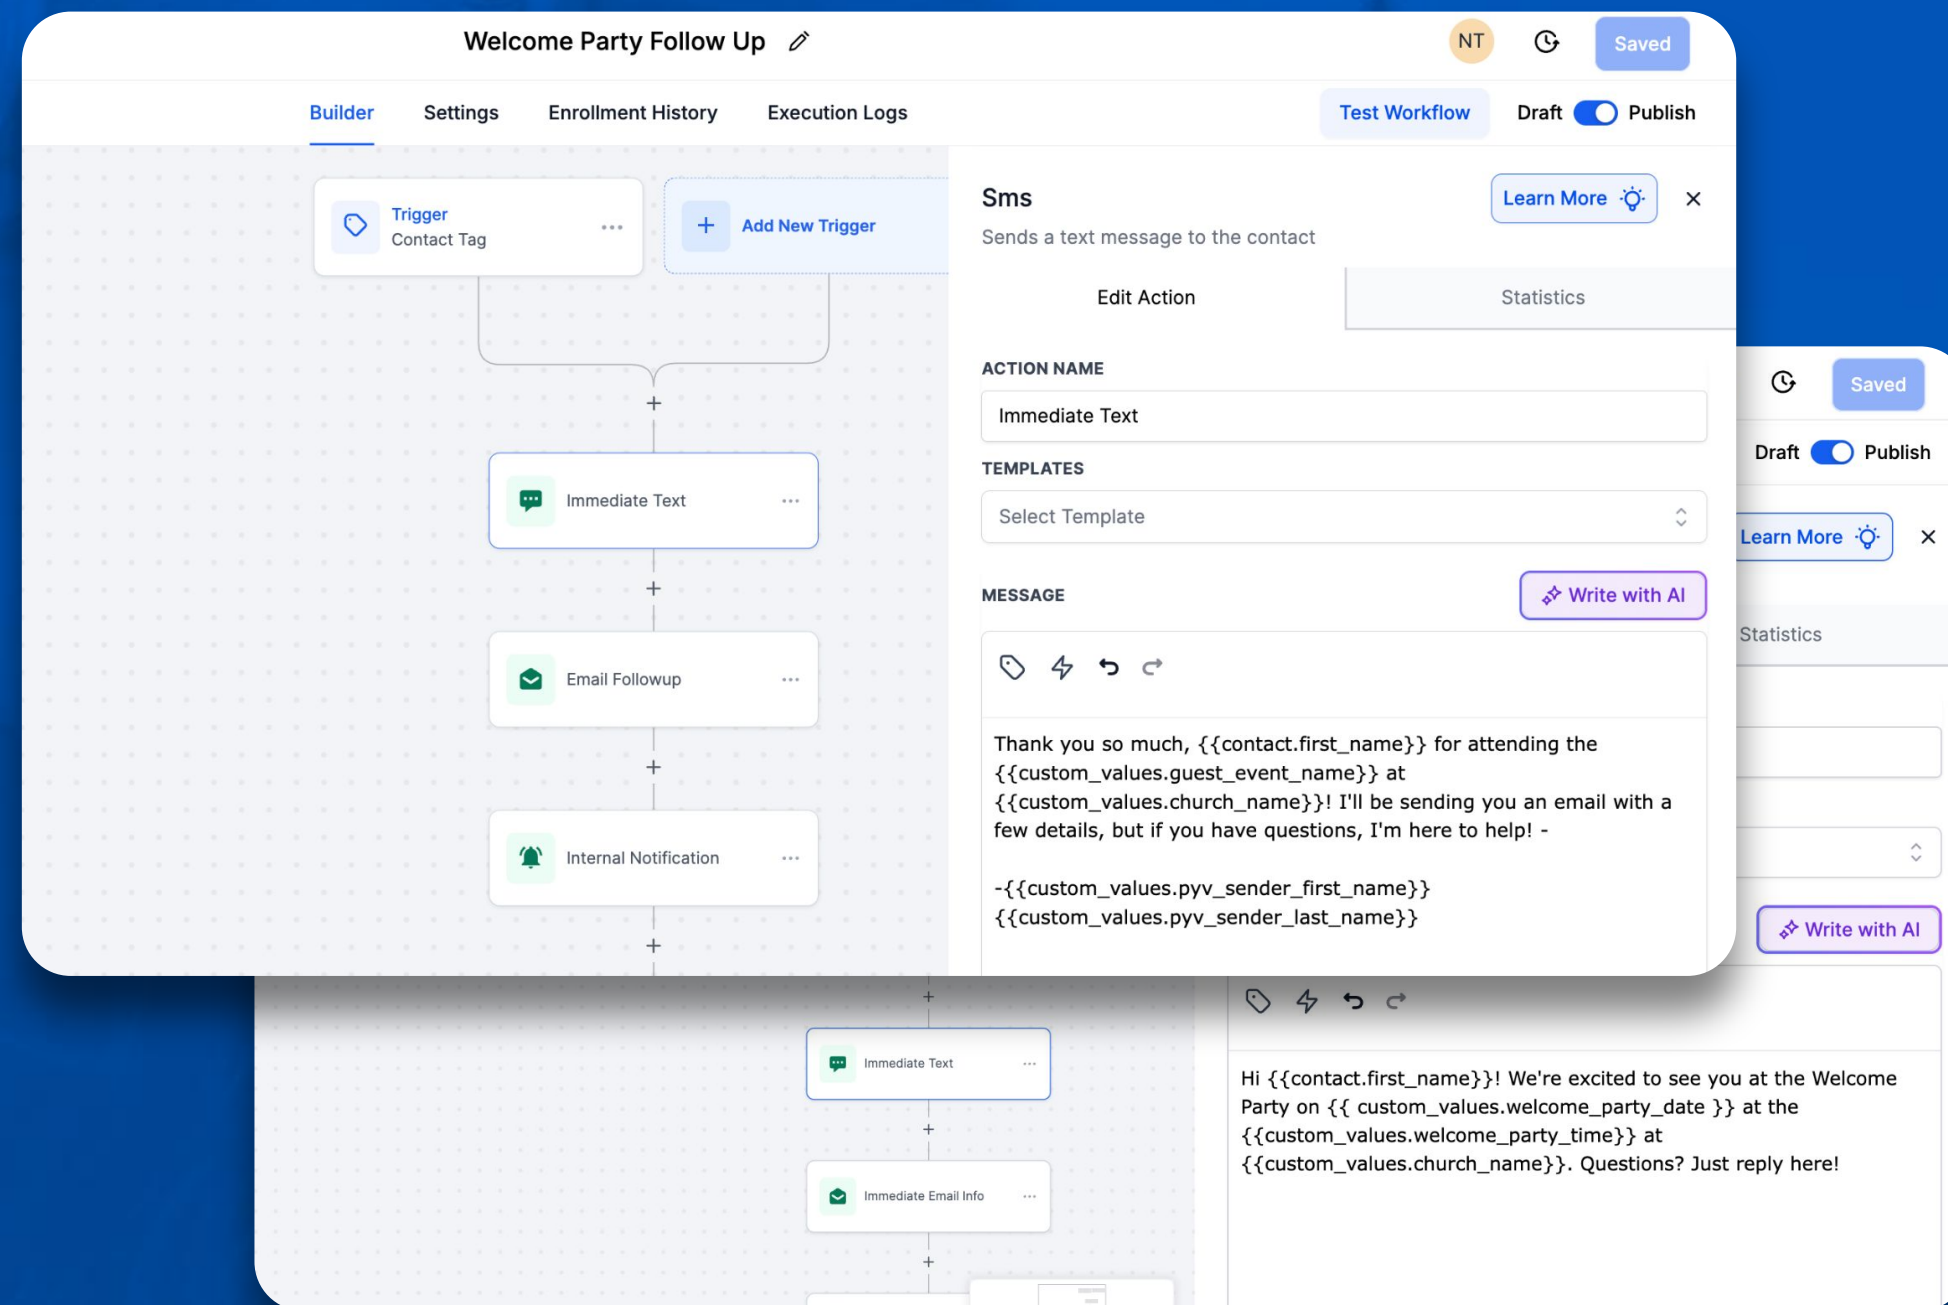 Welcome Party Follow Up
NT
Saved
Builder
Settings
Enrollment History
Execution Logs
Test Workflow
Draft
Publish
Trigger
Contact Tag
Add New Trigger
Immediate Text
Email Followup
Internal Notification
Sms
Learn More
Sends a text message to the contact
Edit Action
Statistics
ACTION NAME
Immediate Text
TEMPLATES
Select Template
MESSAGE
Write with AI
Thank you so much, {{contact.first_name}} for attending the
{{custom_values.guest_event_name}} at
{{custom_values.church_name}}! I'll be sending you an email with a
few details, but if you have questions, I'm here to help! -
-{{custom_values.pyv_sender_first_name}}
{{custom_values.pyv_sender_last_name}}
Saved
Draft
Publish
Learn More
Statistics
Write with AI
Immediate Text
Immediate Email Info
Hi {{contact.first_name}}! We're excited to see you at the Welcome
Party on {{ custom_values.welcome_party_date }} at the
{{custom_values.welcome_party_time}} at
{{custom_values.church_name}}. Questions? Just reply here!